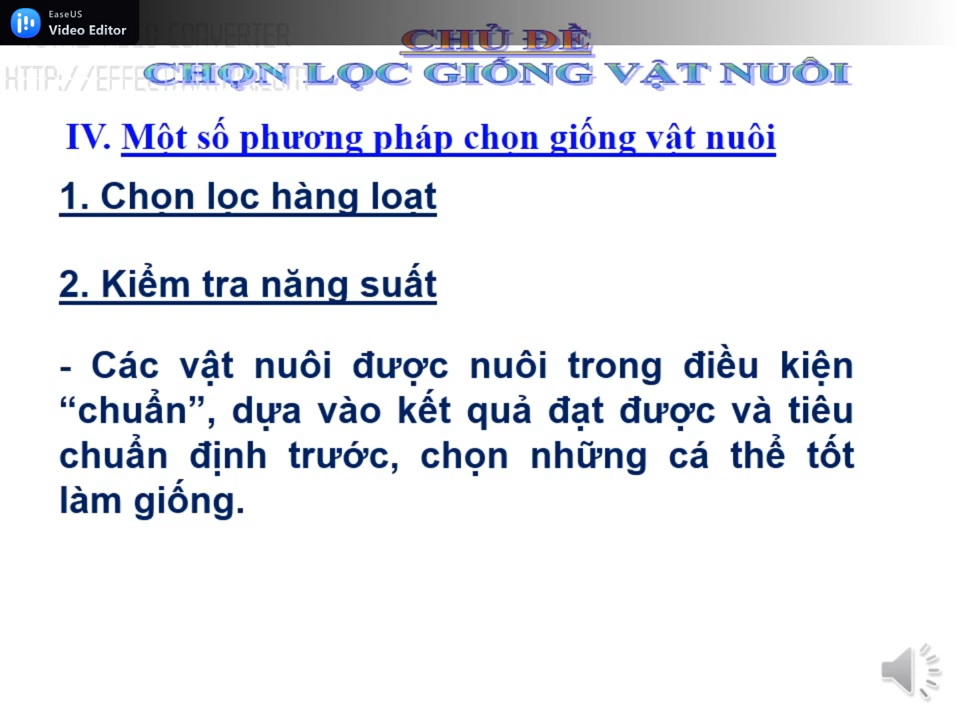 EaseUS
Video Editor
CHỦ ĐỀ
CHỌN LỌC GIỐNG VẬT NUÔI
IV. Một số phương pháp chọn giống vật nuôi
1. Chọn lọc hàng loạt
2. Kiểm tra năng suất
- Các vật nuôi được nuôi trong điều kiện
“chuẩn”, dựa vào kết quả đạt được và tiêu
chuẩn định trước, chọn những cá thể tốt
làm giống.